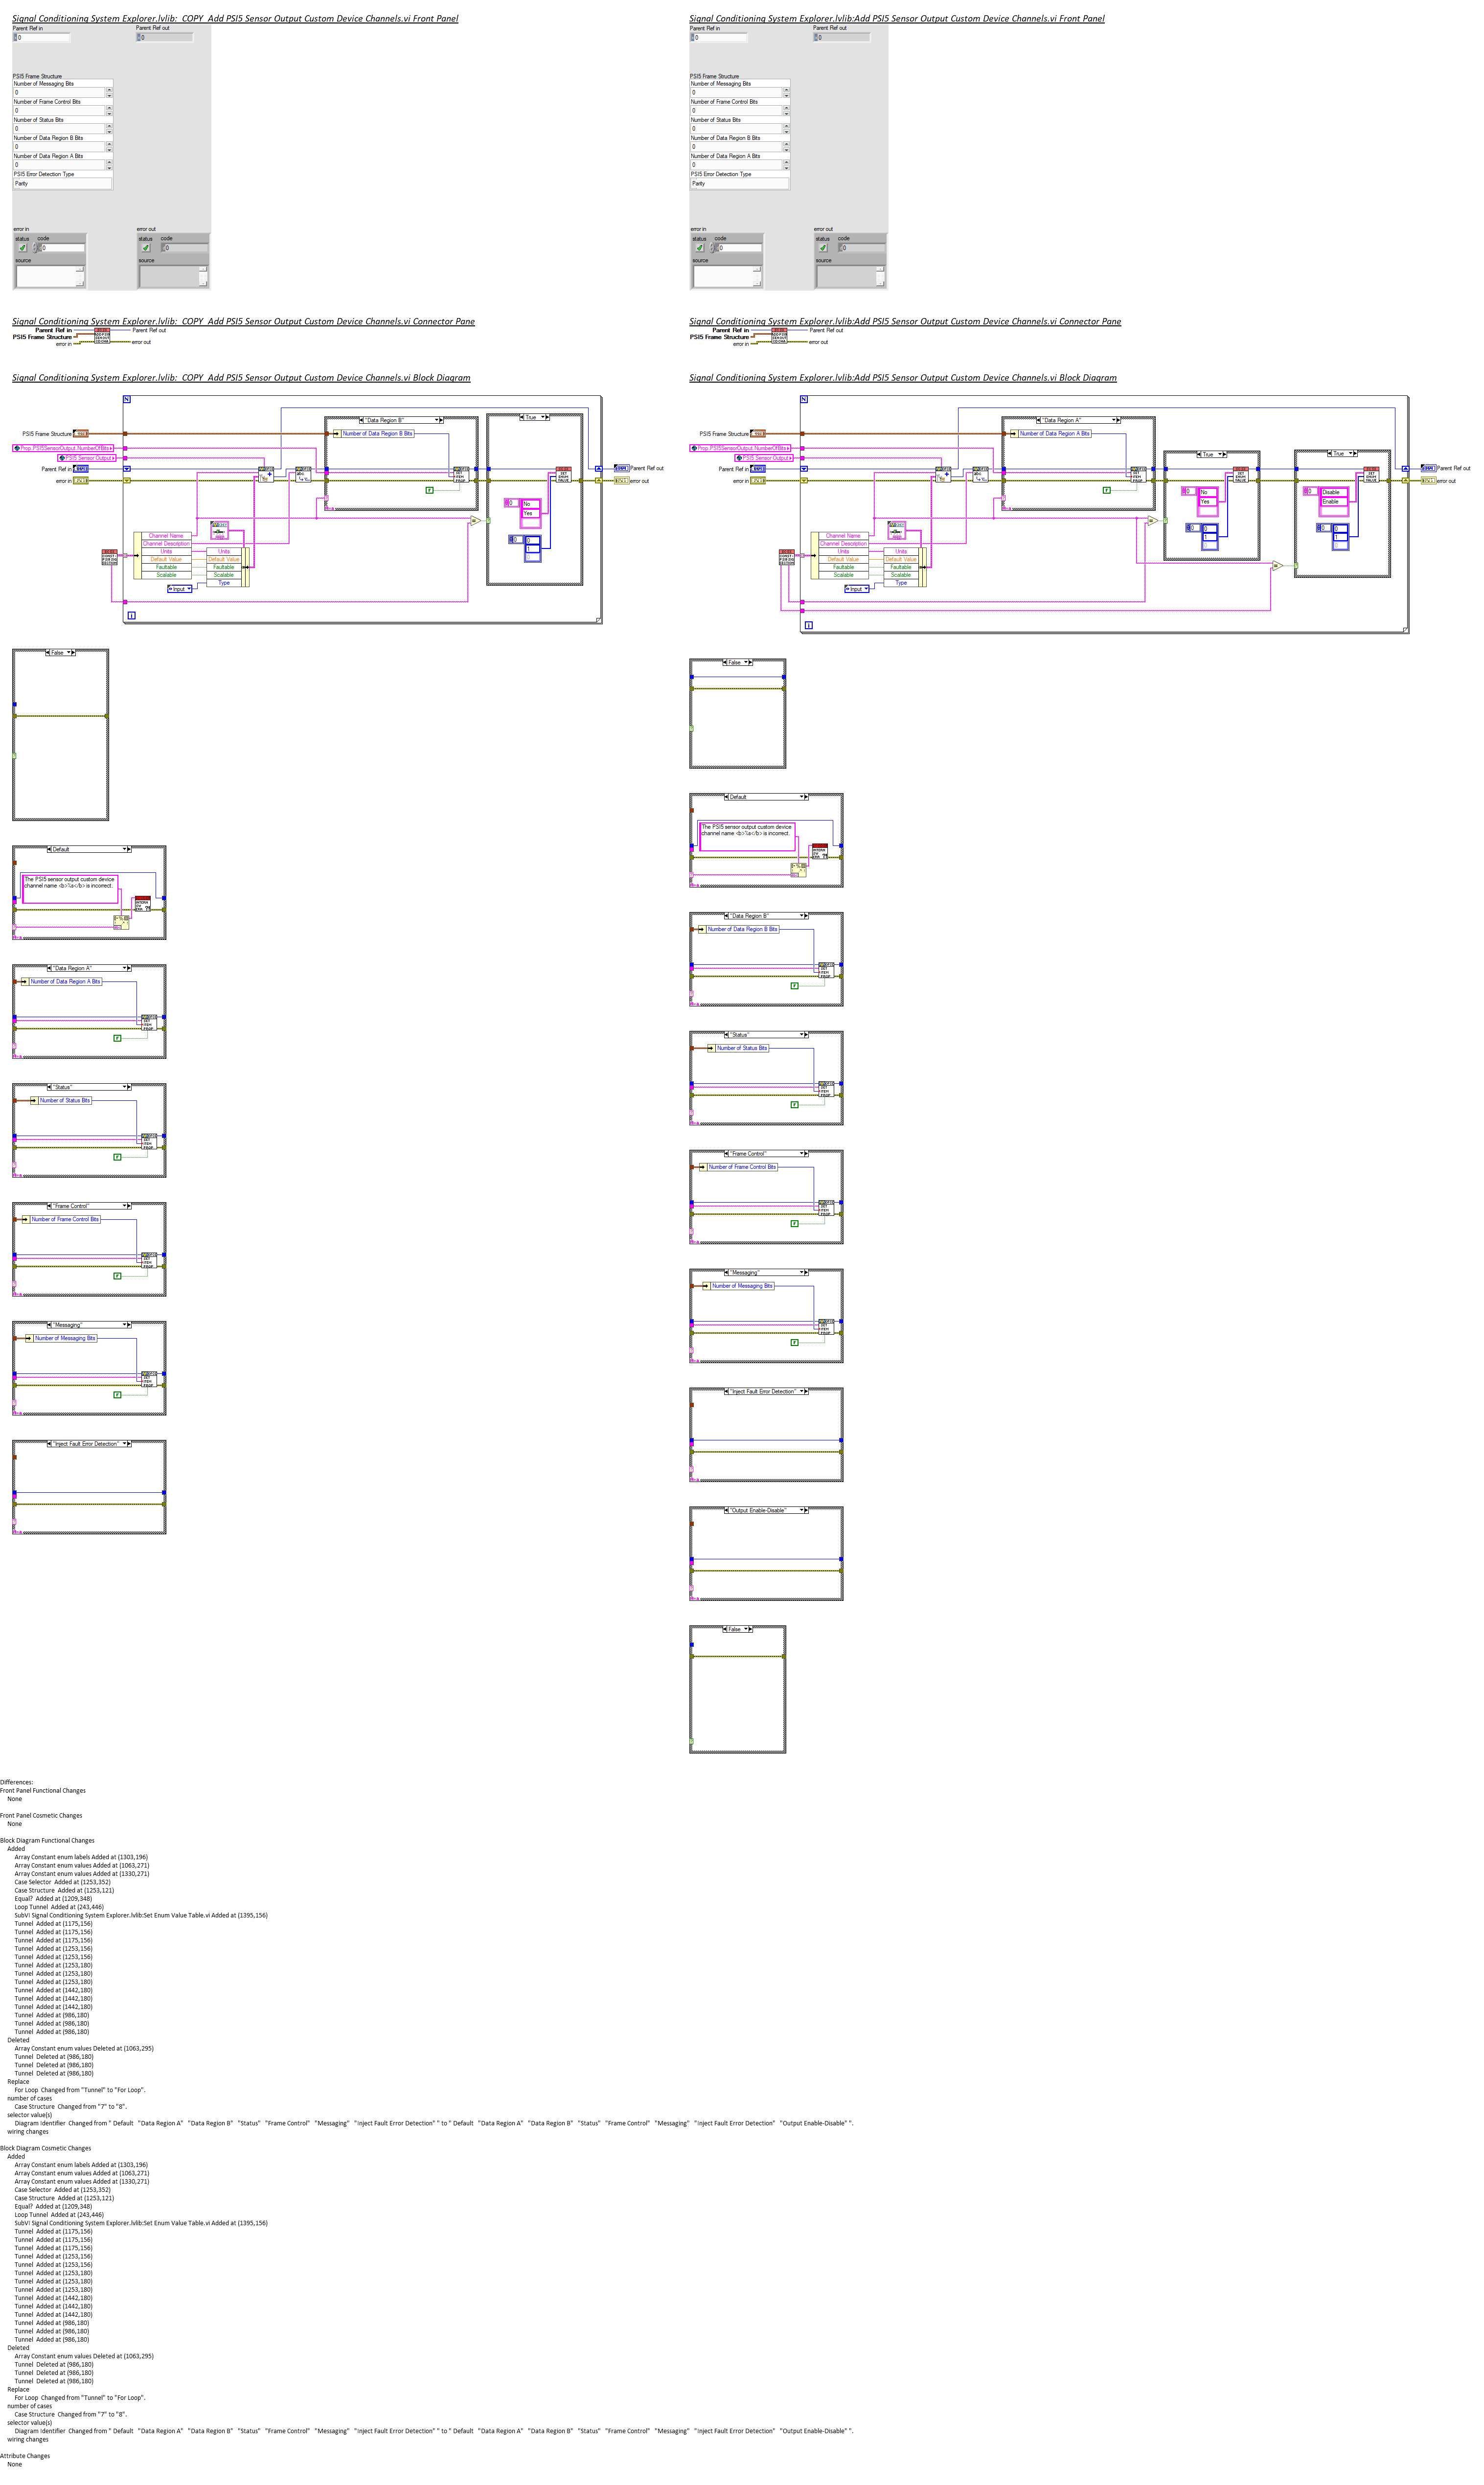 Signal Conditioning System Explorer.lvlib:_COPY_Add PSI5 Sensor Output Custom Device Channels.vi Front Panel
Parent Ref in
Parent Ref out
0
0
PSI5 Frame Structure
Number of Messaging Bits
0
Number of Frame Control Bits
0
Number of Status Bits
0
Number of Data Region B Bits
0
Number of Data Region A Bits
0
PSI5 Error Detection Type
Parity
error in
error out
status code
status code
0
0
source
source
Signal Conditioning System Explorer.lvlib:_COPY_Add PSI5 Sensor Output Custom Device Channels.vi Connector Pane
Parent Ref in
Parent Ref out
PSI5 Frame Structure
error in
error out
Signal Conditioning System Explorer.lvlib:_COPY_Add PSI5 Sensor Output Custom Device Channels.vi Block Diagram
N
"Data Region B"
True
PSI5 Frame Structure
Number of Data Region B Bits
Prop.PSI5SensorOutput.NumberOfBits
PSI5 Sensor Output
Parent Ref in
Parent Ref out
error in
error out
F
0
No
Yes
0
0
1
Channel Name
Channel Description
Units
Default Value
Faultable
Scalable
Units
Default Value
Faultable
Scalable
Type
Input
i
False
Default
The PSI5 sensor output custom device
channel name <b>%s</b> is incorrect.
"Data Region A"
Number of Data Region A Bits
F
"Status"
Number of Status Bits
F
"Frame Control"
Number of Frame Control Bits
F
"Messaging"
Number of Messaging Bits
F
"Inject Fault Error Detection"
Signal Conditioning System Explorer.lvlib:Add PSI5 Sensor Output Custom Device Channels.vi Front Panel
Parent Ref in
Parent Ref out
0
0
PSI5 Frame Structure
Number of Messaging Bits
0
Number of Frame Control Bits
0
Number of Status Bits
0
Number of Data Region B Bits
0
Number of Data Region A Bits
0
PSI5 Error Detection Type
Parity
error in
error out
status code
status code
0
0
source
source
Signal Conditioning System Explorer.lvlib:Add PSI5 Sensor Output Custom Device Channels.vi Connector Pane
Parent Ref in
Parent Ref out
PSI5 Frame Structure
error in
error out
Signal Conditioning System Explorer.lvlib:Add PSI5 Sensor Output Custom Device Channels.vi Block Diagram
N
"Data Region A"
PSI5 Frame Structure
Number of Data Region A Bits
Prop.PSI5SensorOutput.NumberOfBits
PSI5 Sensor Output
True
True
Parent Ref in
Parent Ref out
error in
error out
F
0
No
Yes
0
Disable
Enable
0
0
1
0
0
1
Channel Name
Channel Description
Units
Default Value
Faultable
Scalable
Units
Default Value
Faultable
Scalable
Type
Input
i
False
Default
The PSI5 sensor output custom device
channel name <b>%s</b> is incorrect.
"Data Region B"
Number of Data Region B Bits
F
"Status"
Number of Status Bits
F
"Frame Control"
Number of Frame Control Bits
F
"Messaging"
Number of Messaging Bits
F
"Inject Fault Error Detection"
"Output Enable-Disable"
False
Differences:
Front Panel Functional Changes
None
Front Panel Cosmetic Changes
None
Block Diagram Functional Changes
Added
Array Constant enum labels Added at (1303,196)
Array Constant enum values Added at (1063,271)
Array Constant enum values Added at (1330,271)
Case Selector Added at (1253,352)
Case Structure Added at (1253,121)
Equal? Added at (1209,348)
Loop Tunnel Added at (243,446)
SubVI Signal Conditioning System Explorer.lvlib:Set Enum Value Table.vi Added at (1395,156)
Tunnel Added at (1175,156)
Tunnel Added at (1175,156)
Tunnel Added at (1175,156)
Tunnel Added at (1253,156)
Tunnel Added at (1253,156)
Tunnel Added at (1253,180)
Tunnel Added at (1253,180)
Tunnel Added at (1253,180)
Tunnel Added at (1442,180)
Tunnel Added at (1442,180)
Tunnel Added at (1442,180)
Tunnel Added at (986,180)
Tunnel Added at (986,180)
Tunnel Added at (986,180)
Deleted
Array Constant enum values Deleted at (1063,295)
Tunnel Deleted at (986,180)
Tunnel Deleted at (986,180)
Tunnel Deleted at (986,180)
Replace
For Loop Changed from "Tunnel" to "For Loop".
number of cases
Case Structure Changed from "7" to "8".
selector value(s)
Diagram Identifier Changed from " Default "Data Region A" "Data Region B" "Status" "Frame Control" "Messaging" "Inject Fault Error Detection" " to " Default "Data Region A" "Data Region B" "Status" "Frame Control" "Messaging" "Inject Fault Error Detection" "Output Enable-Disable" ".
wiring changes
Block Diagram Cosmetic Changes
Added
Array Constant enum labels Added at (1303,196)
Array Constant enum values Added at (1063,271)
Array Constant enum values Added at (1330,271)
Case Selector Added at (1253,352)
Case Structure Added at (1253,121)
Equal? Added at (1209,348)
Loop Tunnel Added at (243,446)
SubVI Signal Conditioning System Explorer.lvlib:Set Enum Value Table.vi Added at (1395,156)
Tunnel Added at (1175,156)
Tunnel Added at (1175,156)
Tunnel Added at (1175,156)
Tunnel Added at (1253,156)
Tunnel Added at (1253,156)
Tunnel Added at (1253,180)
Tunnel Added at (1253,180)
Tunnel Added at (1253,180)
Tunnel Added at (1442,180)
Tunnel Added at (1442,180)
Tunnel Added at (1442,180)
Tunnel Added at (986,180)
Tunnel Added at (986,180)
Tunnel Added at (986,180)
Deleted
Array Constant enum values Deleted at (1063,295)
Tunnel Deleted at (986,180)
Tunnel Deleted at (986,180)
Tunnel Deleted at (986,180)
Replace
For Loop Changed from "Tunnel" to "For Loop".
number of cases
Case Structure Changed from "7" to "8".
selector value(s)
Diagram Identifier Changed from " Default "Data Region A" "Data Region B" "Status" "Frame Control" "Messaging" "Inject Fault Error Detection" " to " Default "Data Region A" "Data Region B" "Status" "Frame Control" "Messaging" "Inject Fault Error Detection" "Output Enable-Disable" ".
wiring changes
Attribute Changes
None